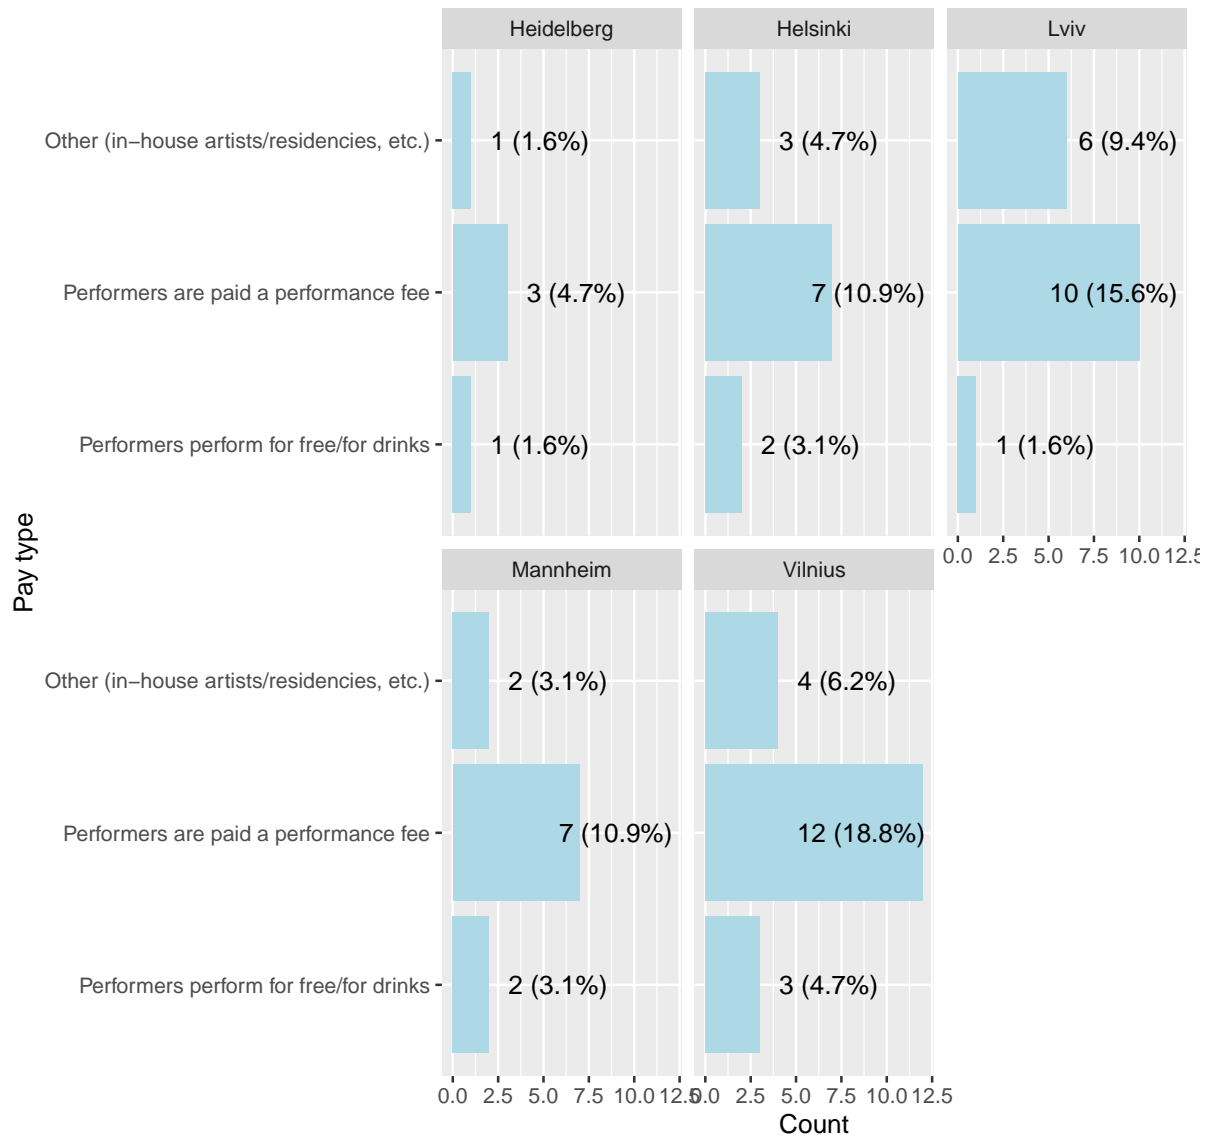 Heidelberg
Helsinki
Lviv
Other (in−house artists/residencies, etc.)
1 (1.6%)
3 (4.7%)
6 (9.4%)
Performers are paid a performance fee
3 (4.7%)
7 (10.9%)
10 (15.6%)
Performers perform for free/for drinks
1 (1.6%)
2 (3.1%)
1 (1.6%)
0.0 2.5 5.0 7.5 10.0 12.5
Pay type
Mannheim
Vilnius
Other (in−house artists/residencies, etc.)
2 (3.1%)
4 (6.2%)
Performers are paid a performance fee
7 (10.9%)
12 (18.8%)
Performers perform for free/for drinks
2 (3.1%)
3 (4.7%)
0.0 2.5 5.0 7.5 10.0 12.5
0.0 2.5 5.0 7.5 10.0 12.5
Count